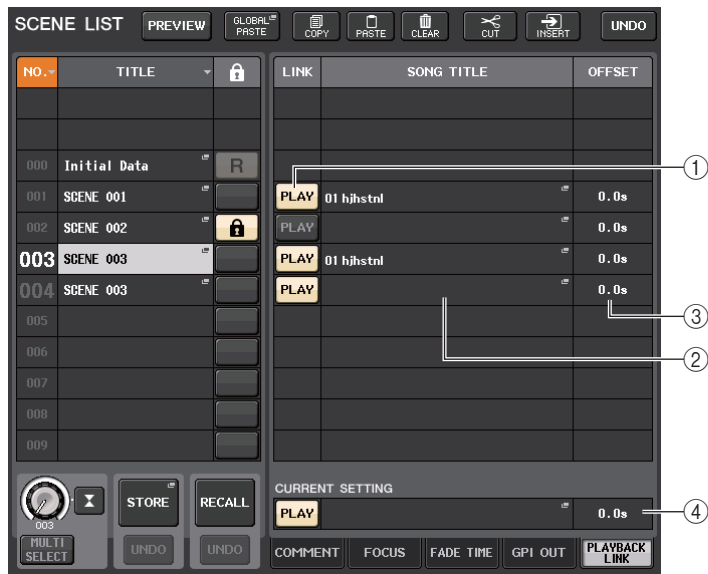 SCENE LIST PREVIEW GLOBAL PASTE COPY PASTE CLEAR CUT INSERT UNDO
NO. TITLE LINK SONG TITLE OFFSET
000 Initial Data R
001 SCENE 001 PLAY 01 hjhstnl 0.0s
002 SCENE 002 PLAY 0.0s
003 SCENE 003 PLAY 01 hjhstnl 0.0s
004 SCENE 003 PLAY 0.0s
005
006
007
008
009
① 
③
②
003 STORE RECALL
CURRENT SETTING
PLAY 0.0s ④
MULTI SELECT UNDO UNDO COMMENT FOCUS FADE TIME GPI OUT PLAYBACK LINK